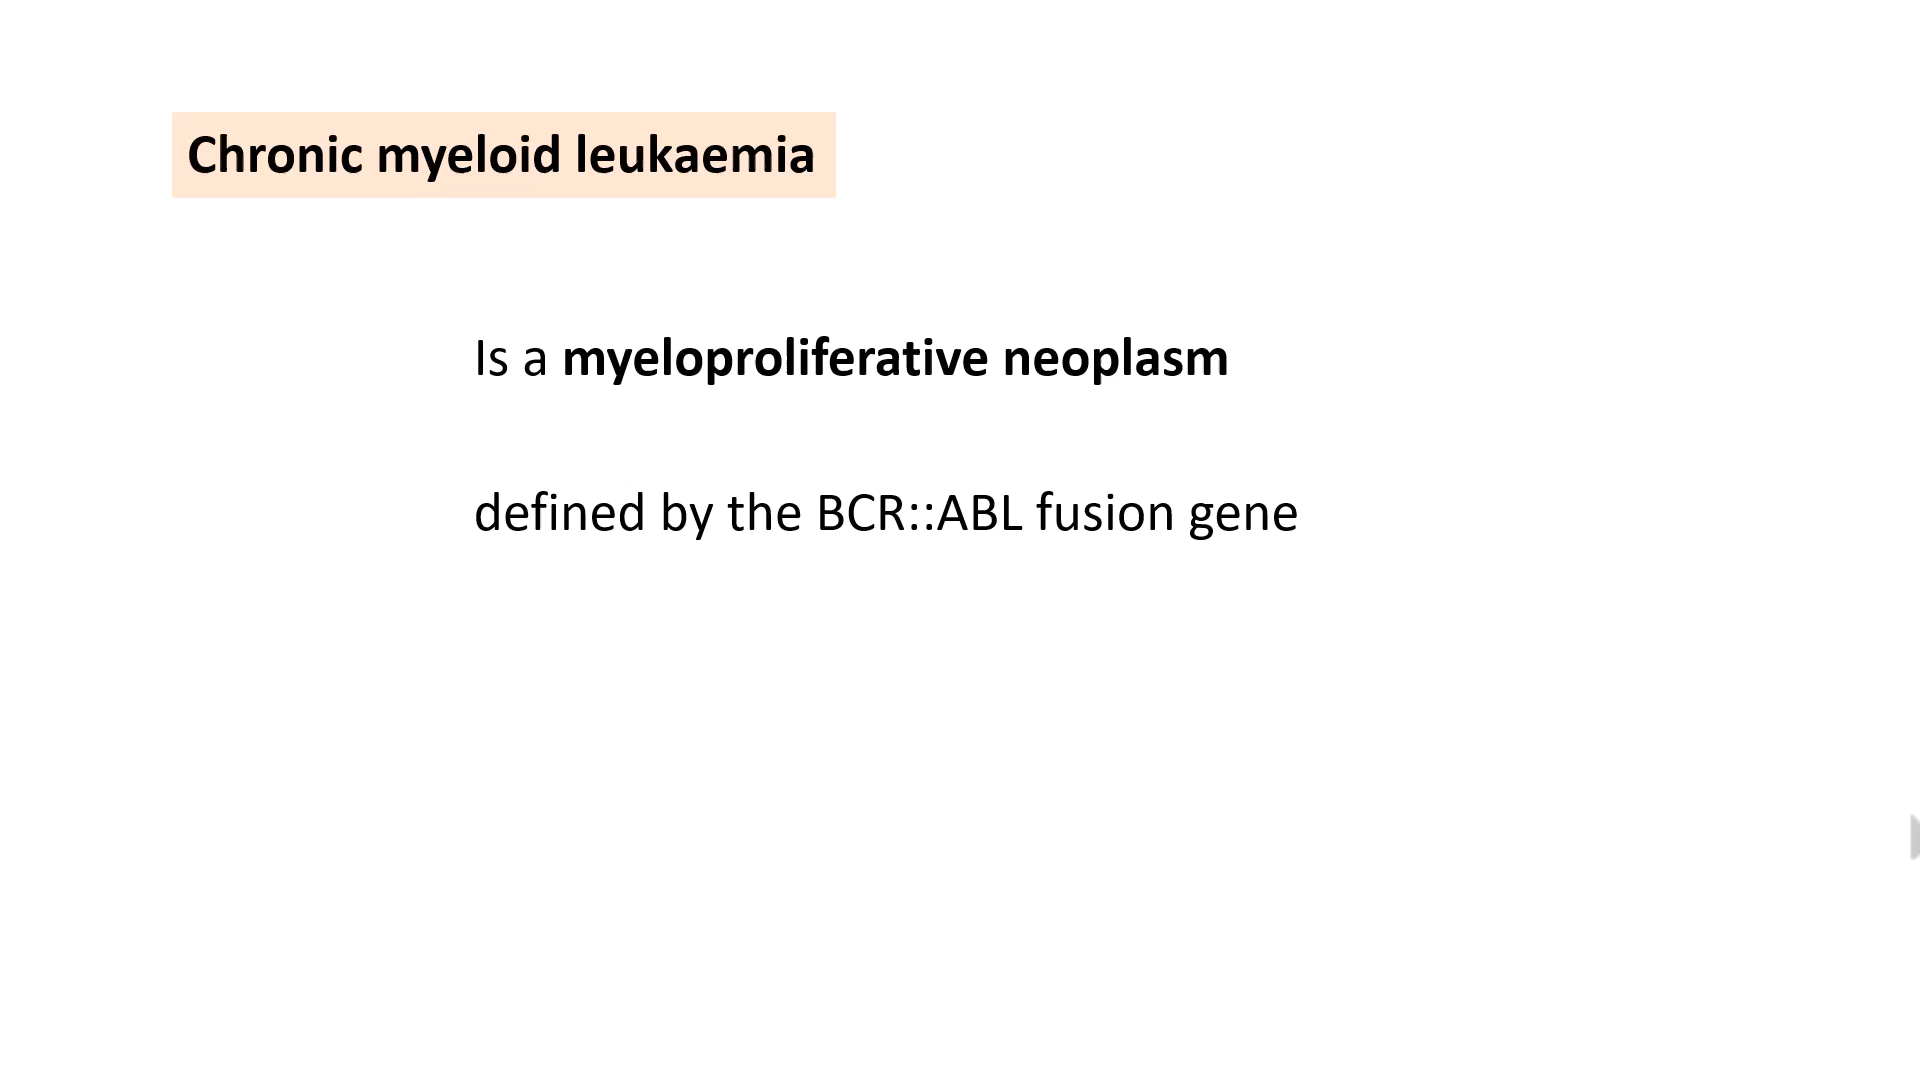 Chronic myeloid leukaemia
Is a myeloproliferative neoplasm
defined by the BCR::ABL fusion gene